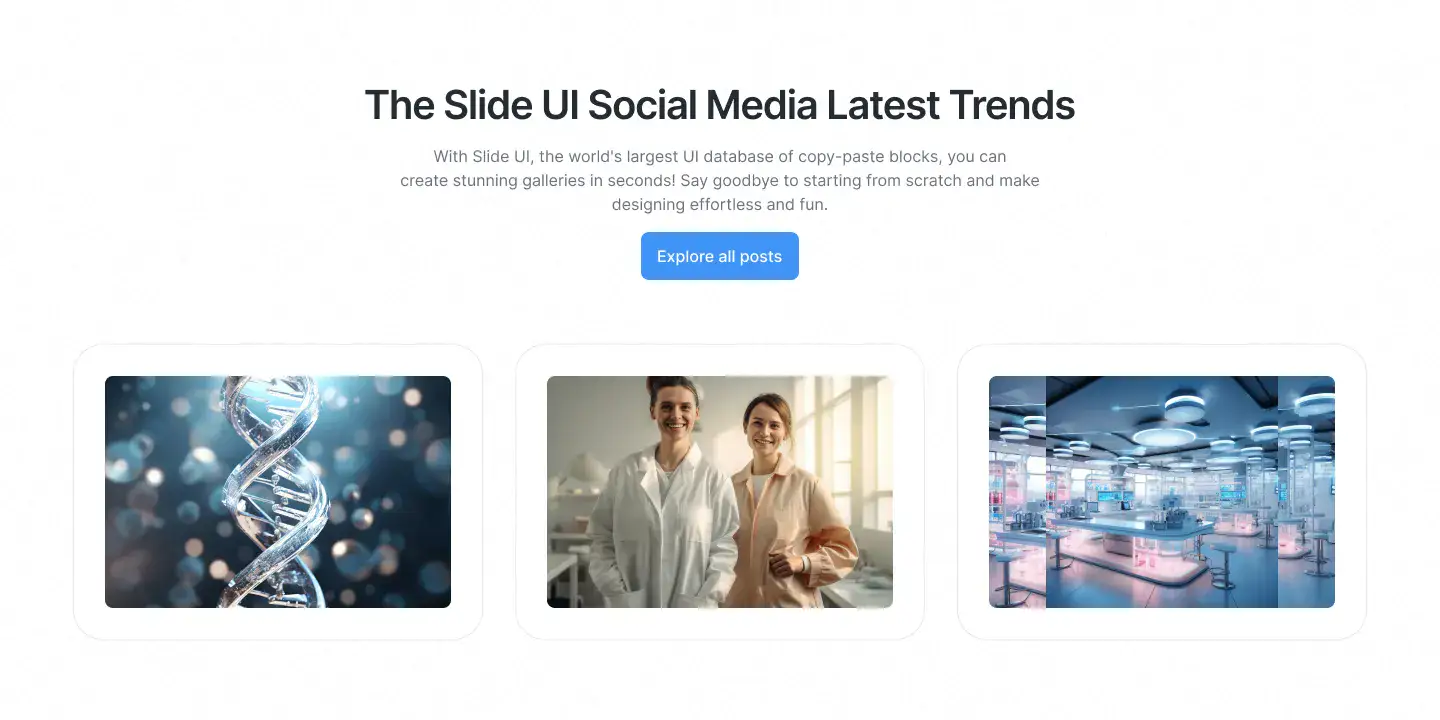 The Slide UI Social Media Latest Trends
With Slide UI, the world's largest UI database of copy-paste blocks, you can
create stunning galleries in seconds! Say goodbye to starting from scratch and make
designing effortless and fun.
Explore all posts